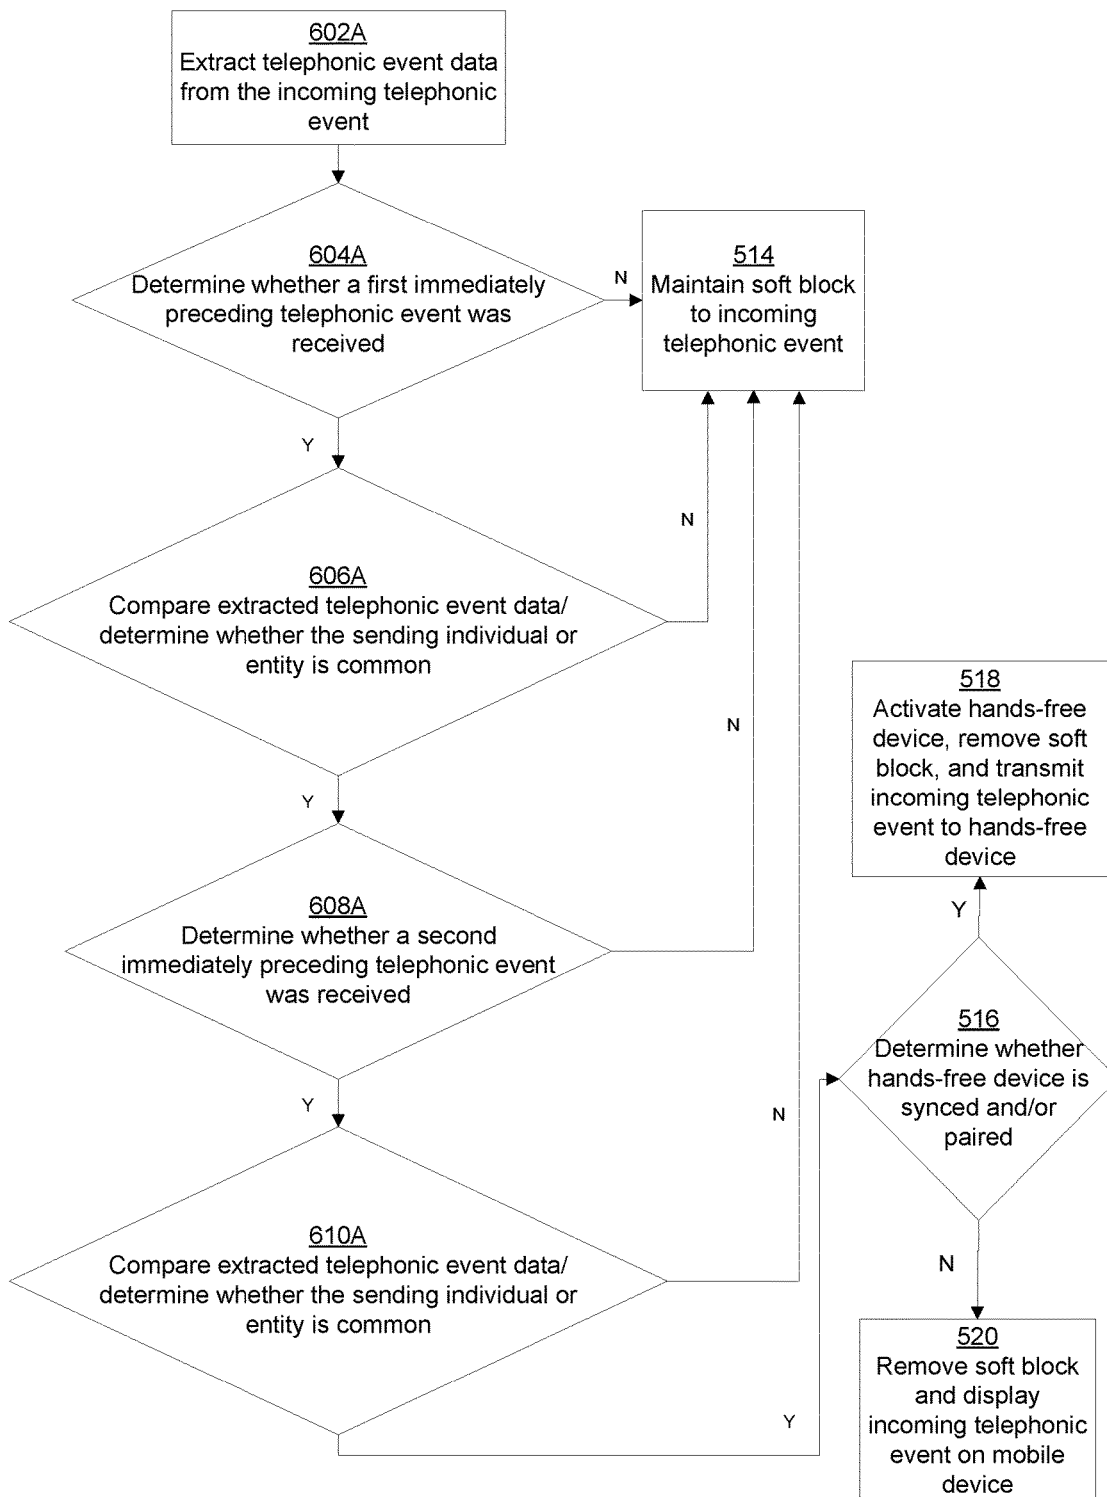 602A
Extract telephonic event data
from the incoming telephonic
event
604A
Determine whether a first immediately
preceding telephonic event was
received
N
514
Maintain soft block
to incoming
telephonic event
Y
606A
Compare extracted telephonic event data/
determine whether the sending individual or
entity is common
N
Y
608A
Determine whether a second
immediately preceding telephonic event
was received
N
Y
610A
Compare extracted telephonic event data/
determine whether the sending individual or
entity is common
N
Y
516
Determine whether
hands-free device is
synced and/or
paired
Y
518
Activate hands-free
device, remove soft
block, and transmit
incoming telephonic
event to hands-free
device
N
520
Remove soft block
and display
incoming telephonic
event on mobile
device